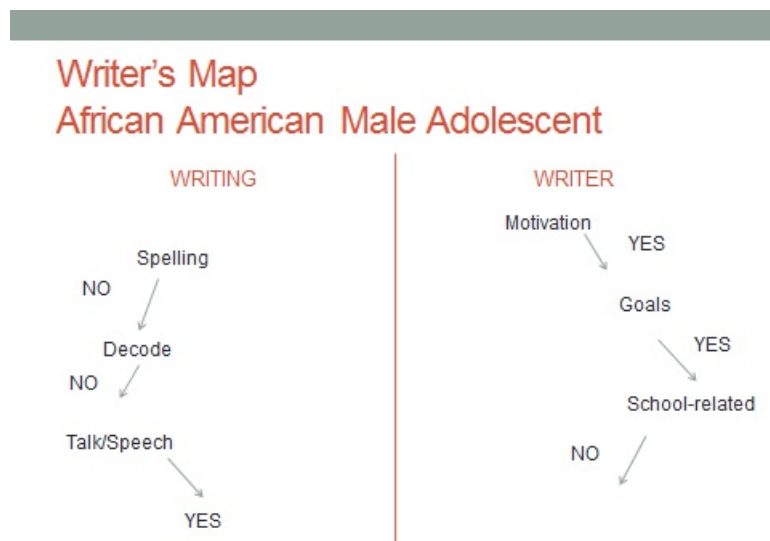 Writer's Map
African American Male Adolescent
WRITING
Spelling
NO
Decode
NO
Talk/Speech
YES
WRITER
Motivation
YES
Goals
YES
School-related
NO